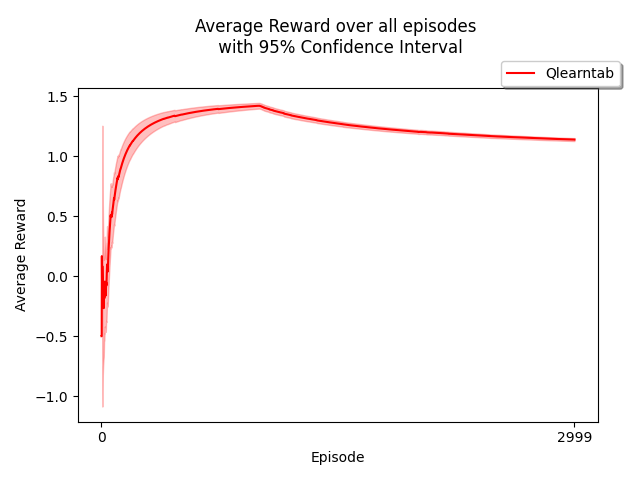 Average Reward over all episodes
with 95% Confidence Interval
Qlearntab
1.5
1.0
0.5
0.0
−0.5
−1.0
Average Reward
0
2999
Episode